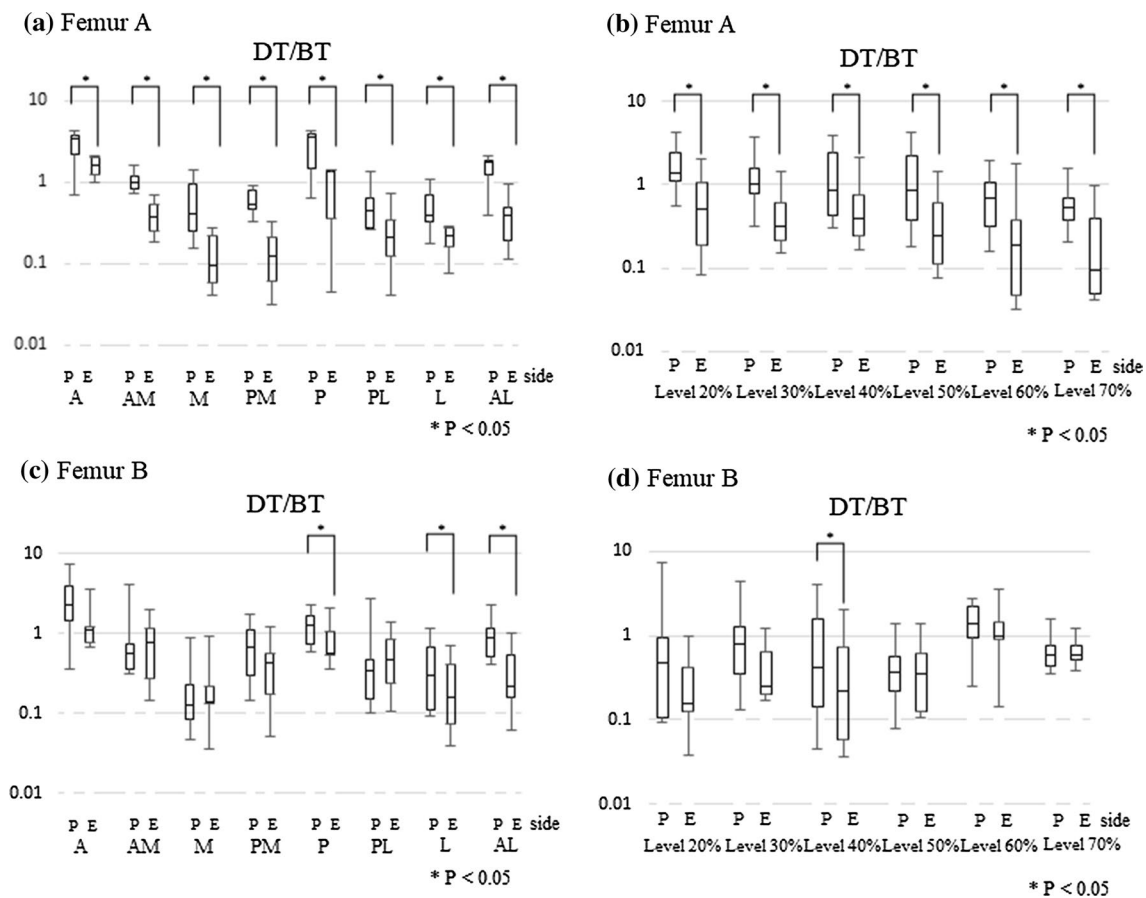 (a) Femur A
DT/BT
* * * * * * * *
10
1
0.1
0.01
P E P E P E P E P E P E P E P E side
A AM M PM P PL L AL
* P < 0.05
(b) Femur A
DT/BT
* * * * * *
10
1
0.1
0.01
P E P E P E P E P E P E side
Level 20% Level 30% Level 40% Level 50% Level 60% Level 70%
* P < 0.05
(c) Femur B
DT/BT
* * *
10
1
0.1
0.01
P E P E P E P E P E P E P E P E side
A AM M PM P PL L AL
* P < 0.05
(d) Femur B
DT/BT
*
10
1
0.1
0.01
P E P E P E P E P E P E side
Level 20% Level 30% Level 40% Level 50% Level 60% Level 70%
* P < 0.05